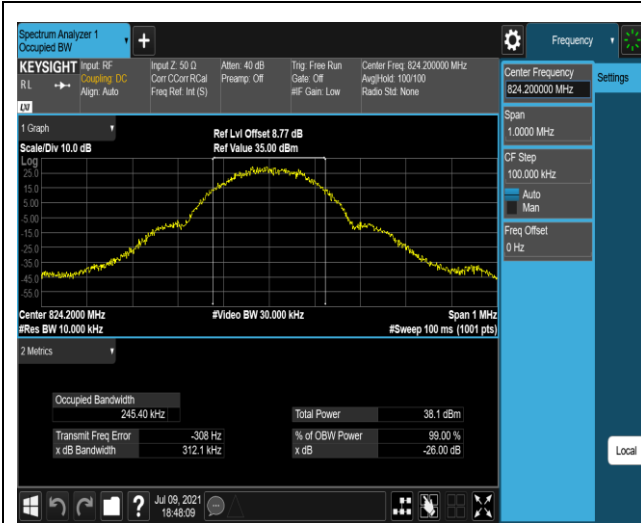 Spectrum Analyzer 1
Occupied BW
+
Frequency
KEYSIGHT
RL
Input: RF
Coupling: DC
Align: Auto
Input Z: 50 Ω
Corr CCorr RCal
Freq Ref: Int (S)
Atten: 40 dB
Preamp: Off
Trig: Free Run
Gate: Off
#IF Gain: Low
Center Freq: 824.200000 MHz
Avg|Hold: 100/100
Radio Std: None
Center Frequency
824.200000 MHz
Settings
Span
1.0000 MHz
CF Step
100.000 kHz
Auto
Man
Freq Offset
0 Hz
Local
1 Graph
Scale/Div 10.0 dB
Ref Lvl Offset 8.77 dB
Ref Value 35.00 dBm
Log
25.0
15.0
5.00
-5.00
-15.0
-25.0
-35.0
-45.0
-55.0
Center 824.2000 MHz
#Video BW 30.000 kHz
Span 1 MHz
#Res BW 10.000 kHz
#Sweep 100 ms (1001 pts)
2 Metrics
Occupied Bandwidth
245.40 kHz
Total Power 38.1 dBm
Transmit Freq Error -308 Hz
% of OBW Power 99.00 %
x dB Bandwidth 312.1 kHz
x dB -26.00 dB
?
Jul 09, 2021
18:48:09